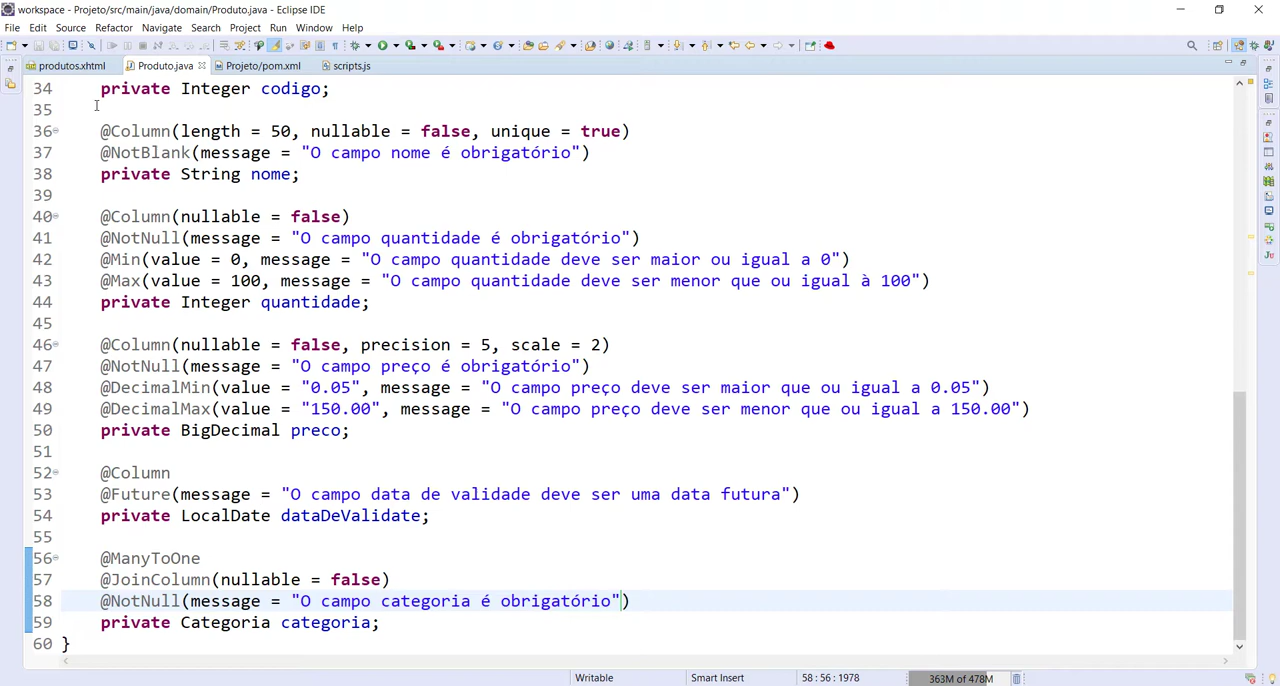 workspace - Projeto/src/main/java/domain/Produto.java - Eclipse IDE
File Edit Source Refactor Navigate Search Project Run Window Help
produtos.xhtml Produto.java Projeto/pom.xml scripts.js
34 private Integer codigo;
35
36 @Column(length = 50, nullable = false, unique = true)
37 @NotBlank(message = "O campo nome é obrigatório")
38 private String nome;
39
40 @Column(nullable = false)
41 @NotNull(message = "O campo quantidade é obrigatório")
42 @Min(value = 0, message = "O campo quantidade deve ser maior ou igual a 0")
43 @Max(value = 100, message = "O campo quantidade deve ser menor que ou igual à 100")
44 private Integer quantidade;
45
46 @Column(nullable = false, precision = 5, scale = 2)
47 @NotNull(message = "O campo preço é obrigatório")
48 @DecimalMin(value = "0.05", message = "O campo preço deve ser maior que ou igual a 0.05")
49 @DecimalMax(value = "150.00", message = "O campo preço deve ser menor que ou igual a 150.00")
50 private BigDecimal preco;
51
52 @Column
53 @Future(message = "O campo data de validade deve ser uma data futura")
54 private LocalDate dataDeValidate;
55
56 @ManyToOne
57 @JoinColumn(nullable = false)
58 @NotNull(message = "O campo categoria é obrigatório")
59 private Categoria categoria;
60 }
Writable Smart Insert 58 : 56 : 1978 363M of 478M